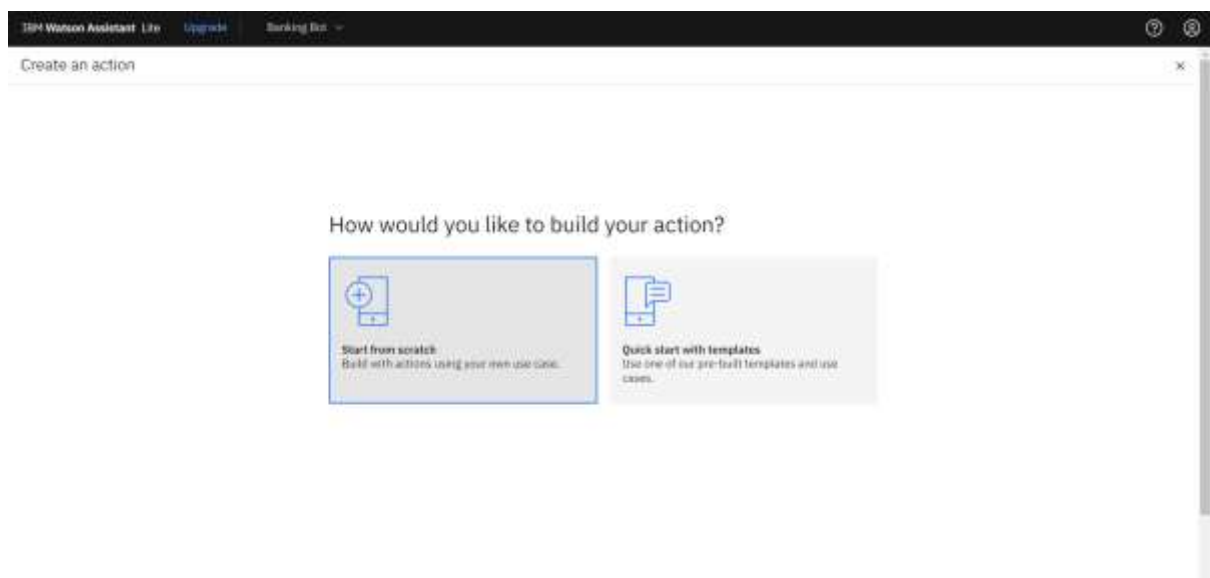 IBM Watson Assistant Lite Upgrade Banking Bot
Create an action
How would you like to build your action?
Start from scratch
Build with actions using your own use case.
Quick start with templates
Use one of our pre-built templates and use
cases.